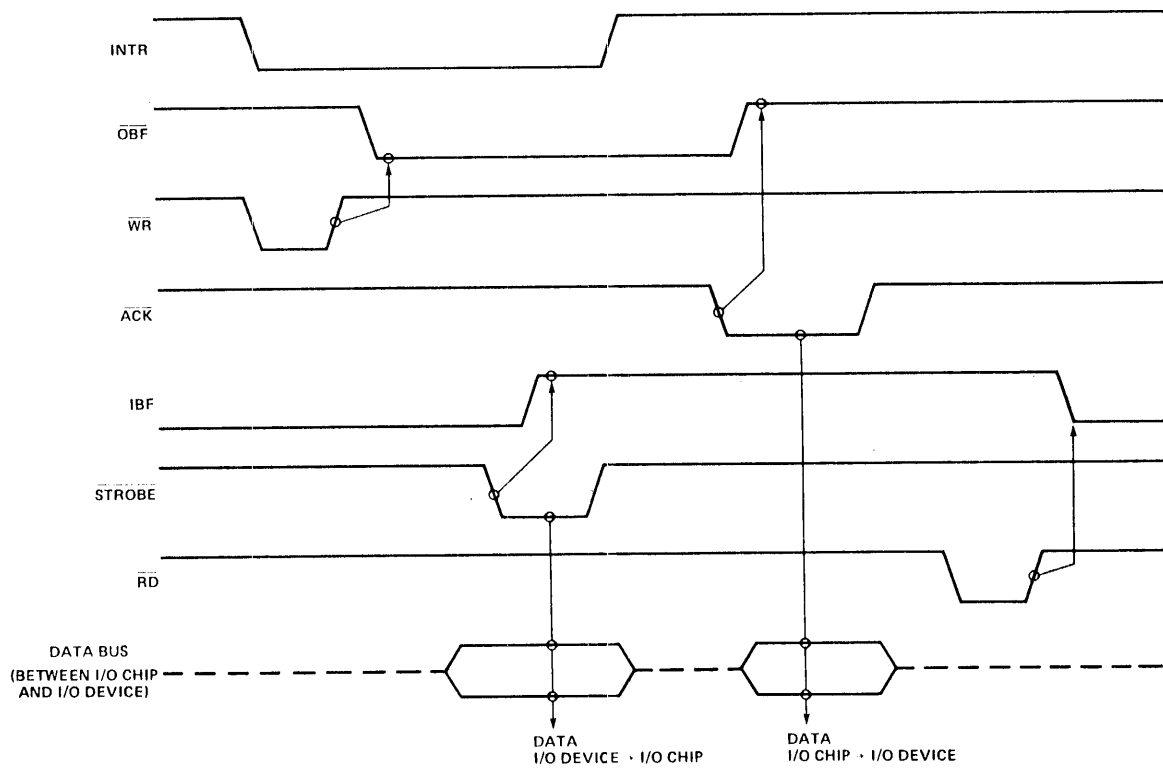 INTR
OBF
WR
ACK
IBF
STROBE
RD
DATA BUS
(BETWEEN I/O CHIP
AND I/O DEVICE)
DATA
I/O DEVICE → I/O CHIP
DATA
I/O CHIP → I/O DEVICE